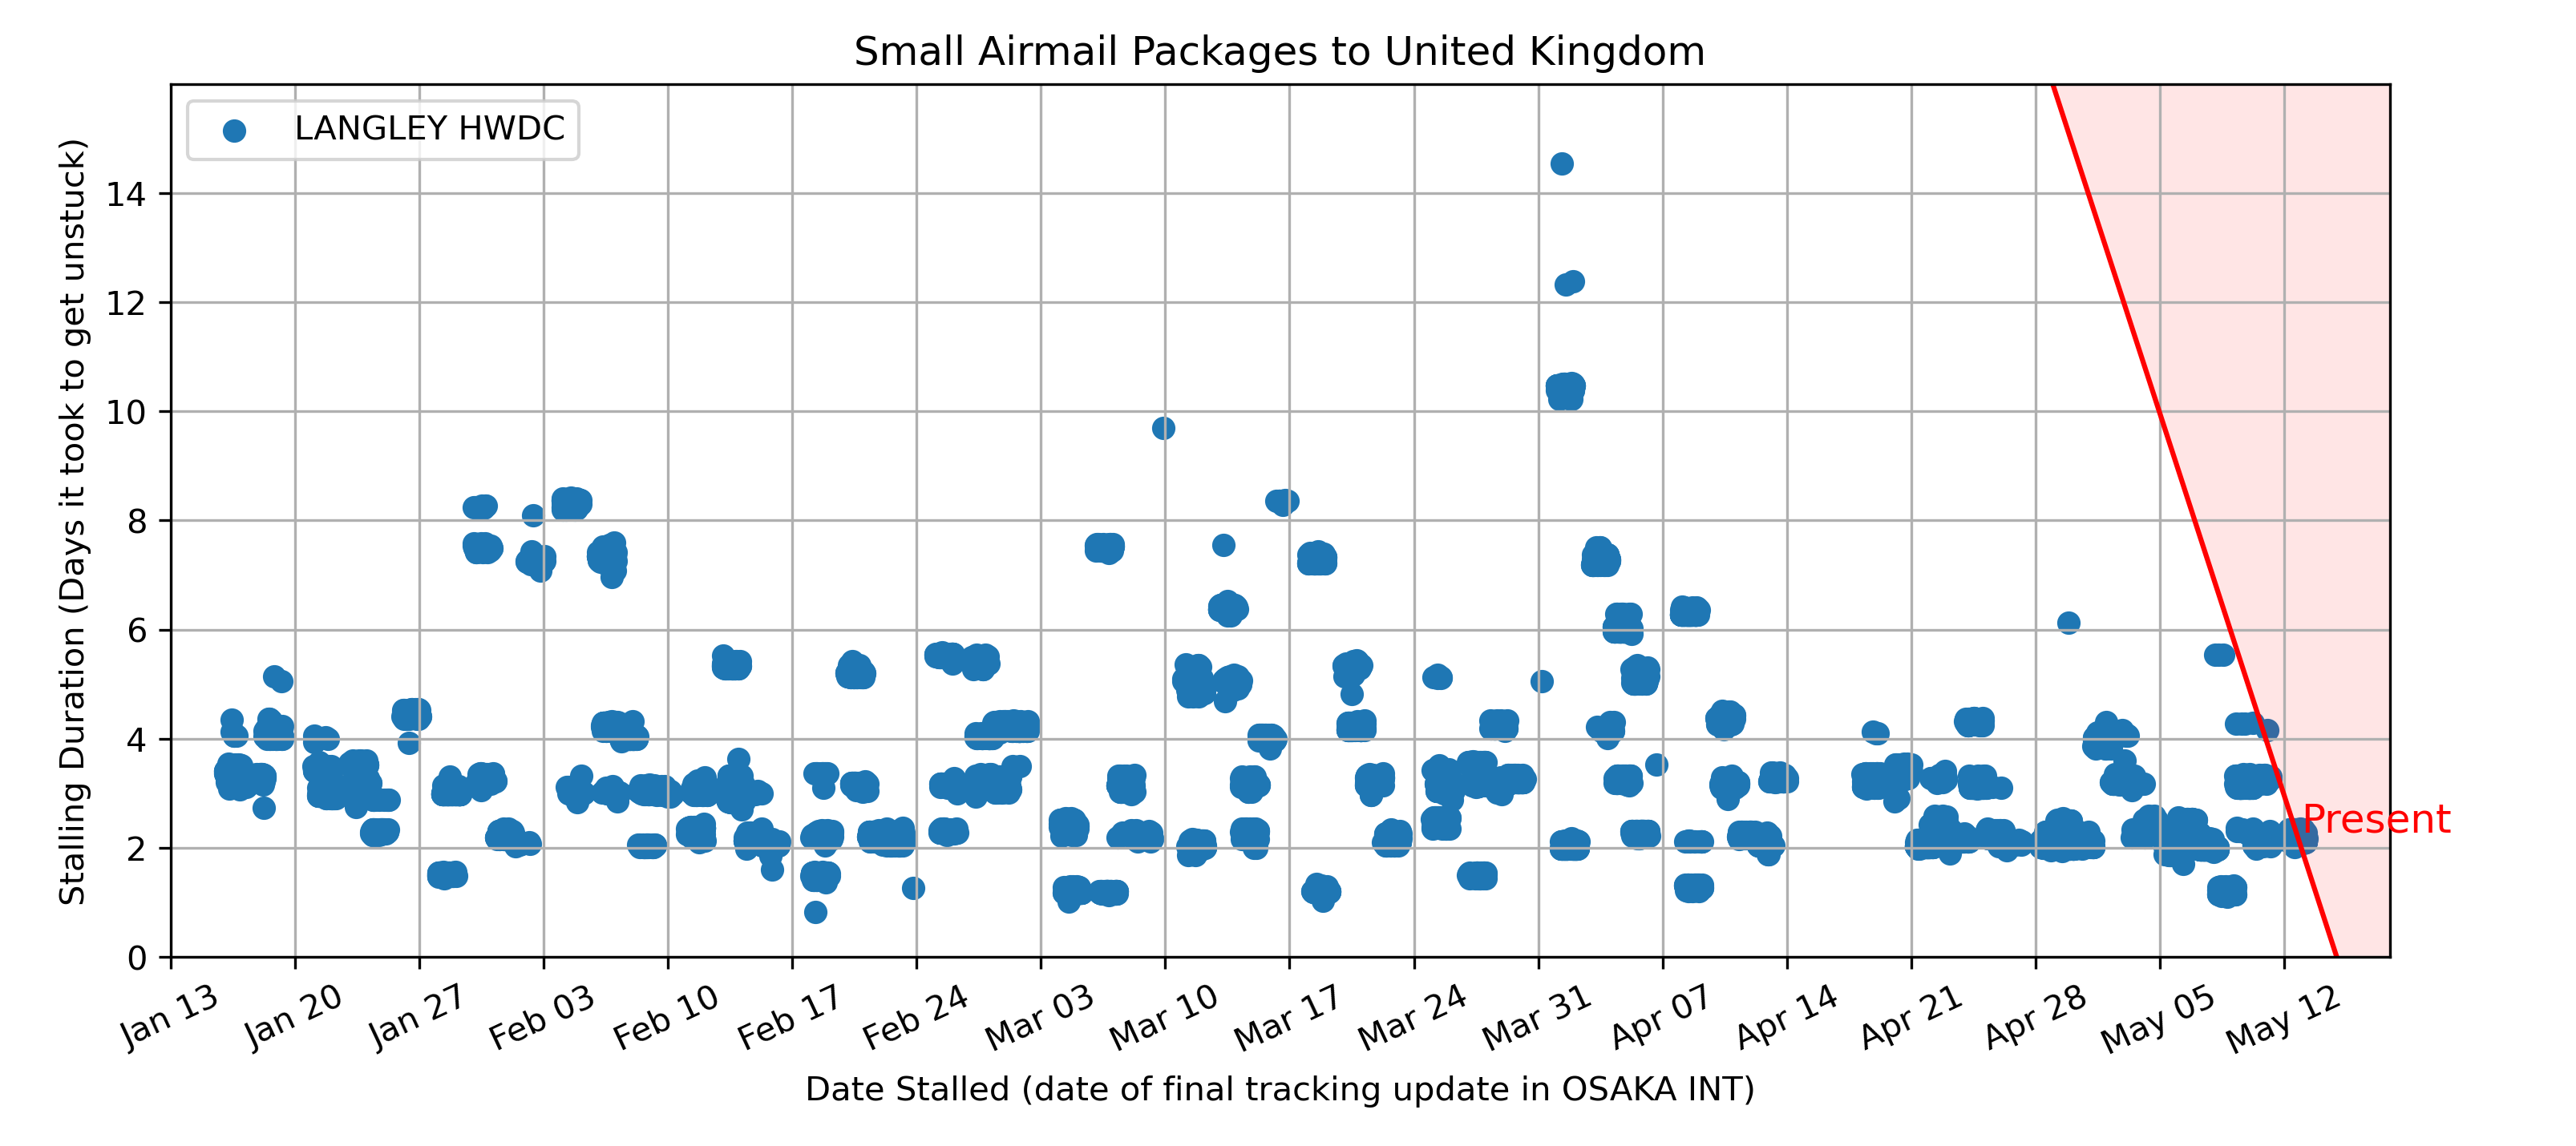 Small Airmail Packages to United Kingdom
LANGLEY HWDC
Stalling Duration (Days it took to get unstuck)
14
12
10
8
6
4
2
0
Present
Jan 13
Jan 20
Jan 27
Feb 03
Feb 10
Feb 17
Feb 24
Mar 03
Mar 10
Mar 17
Mar 24
Mar 31
Apr 07
Apr 14
Apr 21
Apr 28
May 05
May 12
Date Stalled (date of final tracking update in OSAKA INT)